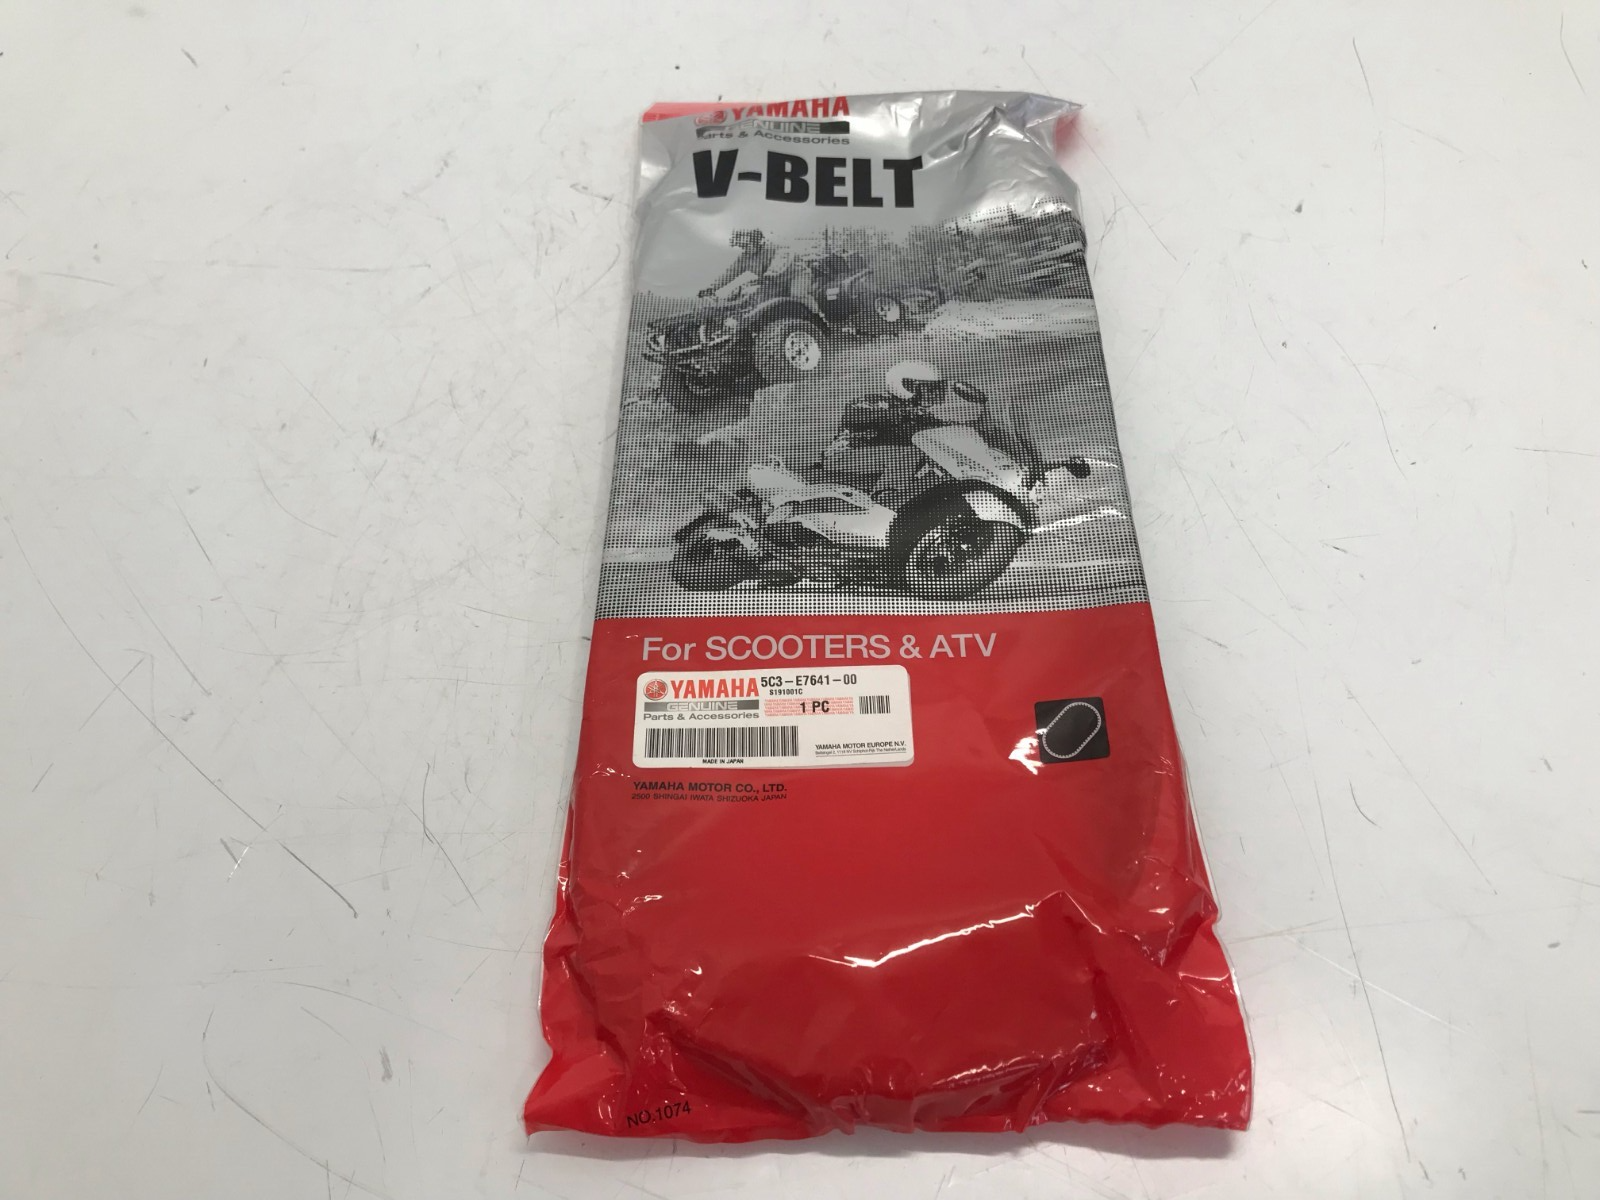 YAMAHA
GENUINE
Parts & Accessories
V-BELT
For SCOOTERS & ATV
YAMAHA 5C3-E7641-00
S191001C
GENUINE
1 PC
Parts & Accessories
YAMAHA MOTOR EUROPE N.V.
MADE IN JAPAN
YAMAHA MOTOR CO., LTD.
2500 SHINGAI IWATA SHIZUOKA JAPAN
NO.1074